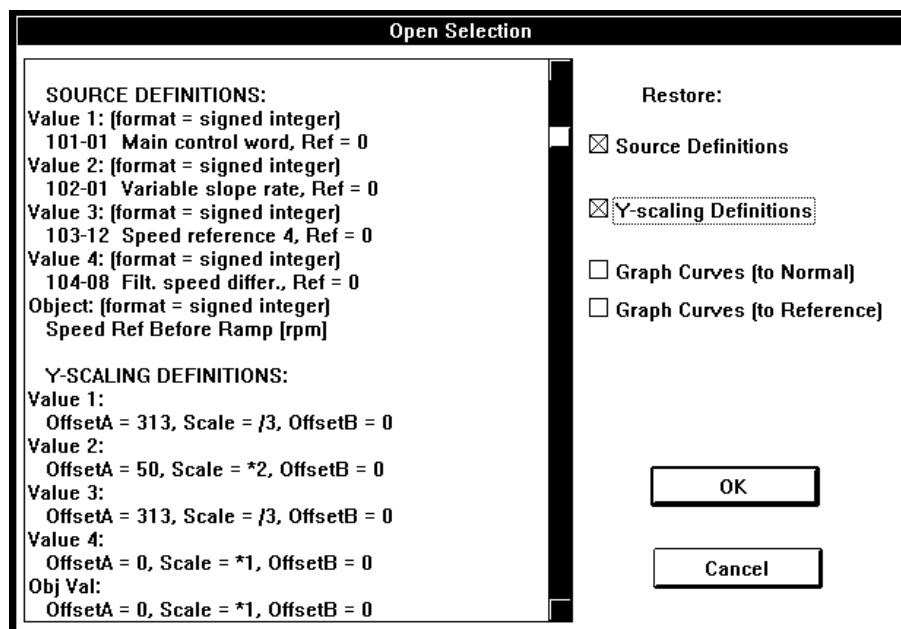 Open Selection
SOURCE DEFINITIONS:
Value 1: (format = signed integer)
101-01 Main control word, Ref = 0
Value 2: (format = signed integer)
102-01 Variable slope rate, Ref = 0
Value 3: (format = signed integer)
103-12 Speed reference 4, Ref = 0
Value 4: (format = signed integer)
104-08 Filt. speed differ., Ref = 0
Object: (format = signed integer)
Speed Ref Before Ramp [rpm]
Y-SCALING DEFINITIONS:
Value 1:
OffsetA = 313, Scale = /3, OffsetB = 0
Value 2:
OffsetA = 50, Scale = *2, OffsetB = 0
Value 3:
OffsetA = 313, Scale = /3, OffsetB = 0
Value 4:
OffsetA = 0, Scale = *1, OffsetB = 0
Obj Val:
OffsetA = 0, Scale = *1, OffsetB = 0
Restore:
Source Definitions
Y-scaling Definitions
Graph Curves (to Normal)
Graph Curves (to Reference)
OK
Cancel